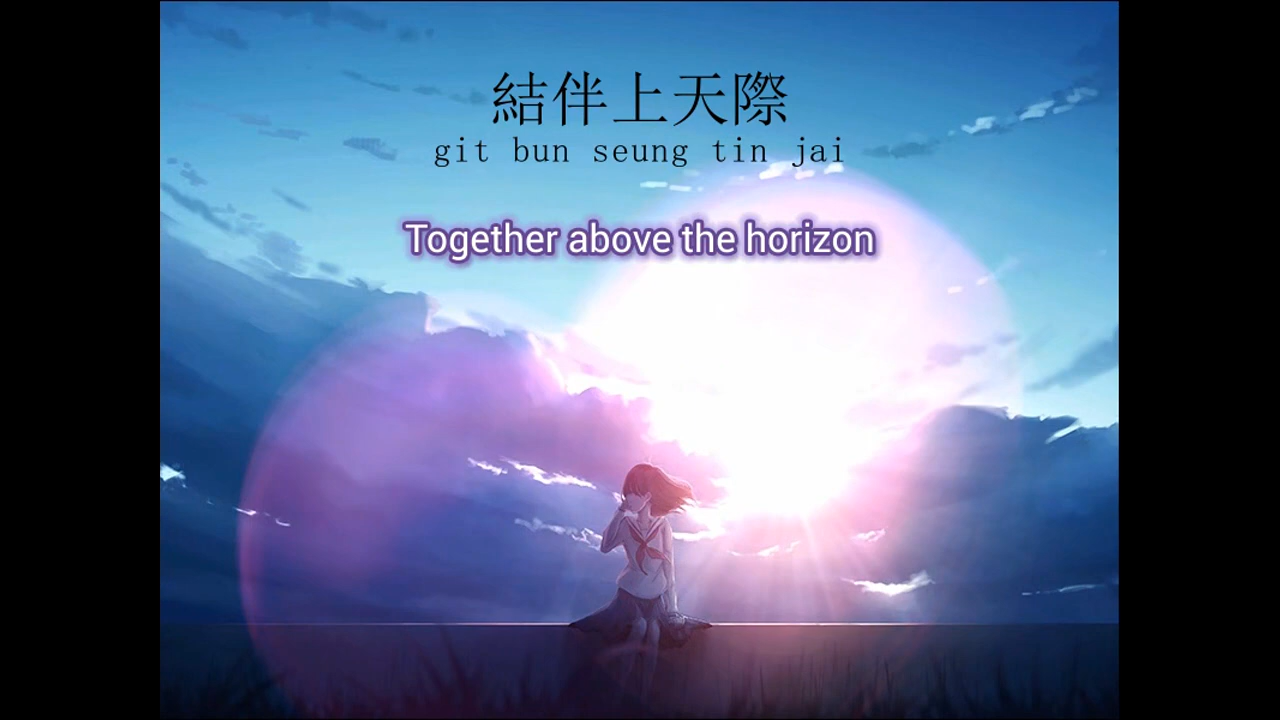 結伴上天際
git bun seung tin jai
Together above the horizon